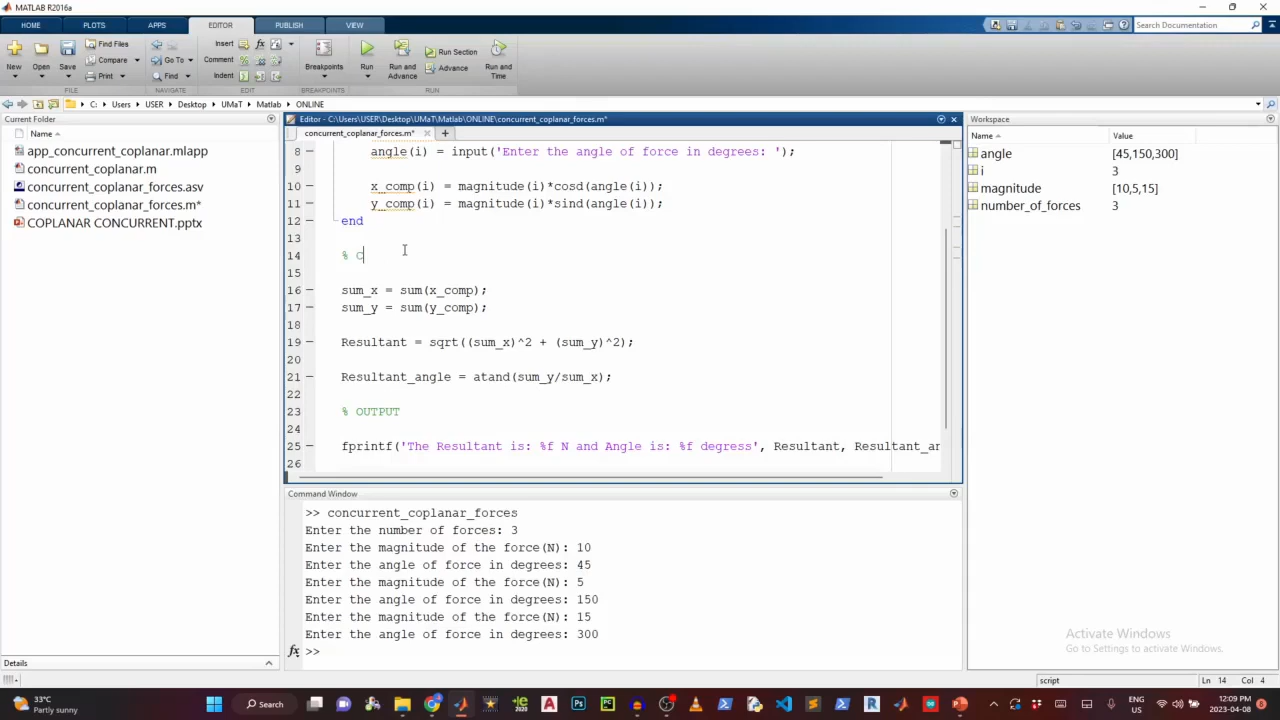 MATLAB R2016a
HOME PLOTS APPS EDITOR PUBLISH VIEW
Search Documentation
New Open Save
Find Files
Compare
Print
Go To
Find
Insert
Comment
Indent
Breakpoints
Run
Run and Advance
Run Section
Advance
Run and Time
FILE NAVIGATE EDIT BREAKPOINTS RUN
C: Users USER Desktop UMaT Matlab ONLINE
Current Folder
Name
app_concurrent_coplanar.mlapp
concurrent_coplanar.m
concurrent_coplanar_forces.asv
concurrent_coplanar_forces.m*
COPLANAR CONCURRENT.pptx
Details
Editor - C:\Users\USER\Desktop\UMaT\Matlab\ONLINE\concurrent_coplanar_forces.m*
concurrent_coplanar_forces.m*
8 angle(i) = input('Enter the angle of force in degrees: ');
9
10 x_comp(i) = magnitude(i)*cosd(angle(i));
11 y_comp(i) = magnitude(i)*sind(angle(i));
12 end
13
14 % C
15
16 sum_x = sum(x_comp);
17 sum_y = sum(y_comp);
18
19 Resultant = sqrt((sum_x)^2 + (sum_y)^2);
20
21 Resultant_angle = atand(sum_y/sum_x);
22
23 % OUTPUT
24
25 fprintf('The Resultant is: %f N and Angle is: %f degress', Resultant, Resultant_an
26
Command Window
>> concurrent_coplanar_forces
Enter the number of forces: 3
Enter the magnitude of the force(N): 10
Enter the angle of force in degrees: 45
Enter the magnitude of the force(N): 5
Enter the angle of force in degrees: 150
Enter the magnitude of the force(N): 15
Enter the angle of force in degrees: 300
fx >>
Workspace
Name Value
angle [45,150,300]
i 3
magnitude [10,5,15]
number_of_forces 3
Activate Windows
Go to Settings to activate Windows.
script Ln 14 Col 4
33°C
Partly sunny
Search
ENG
US
12:09 PM
2023-04-08